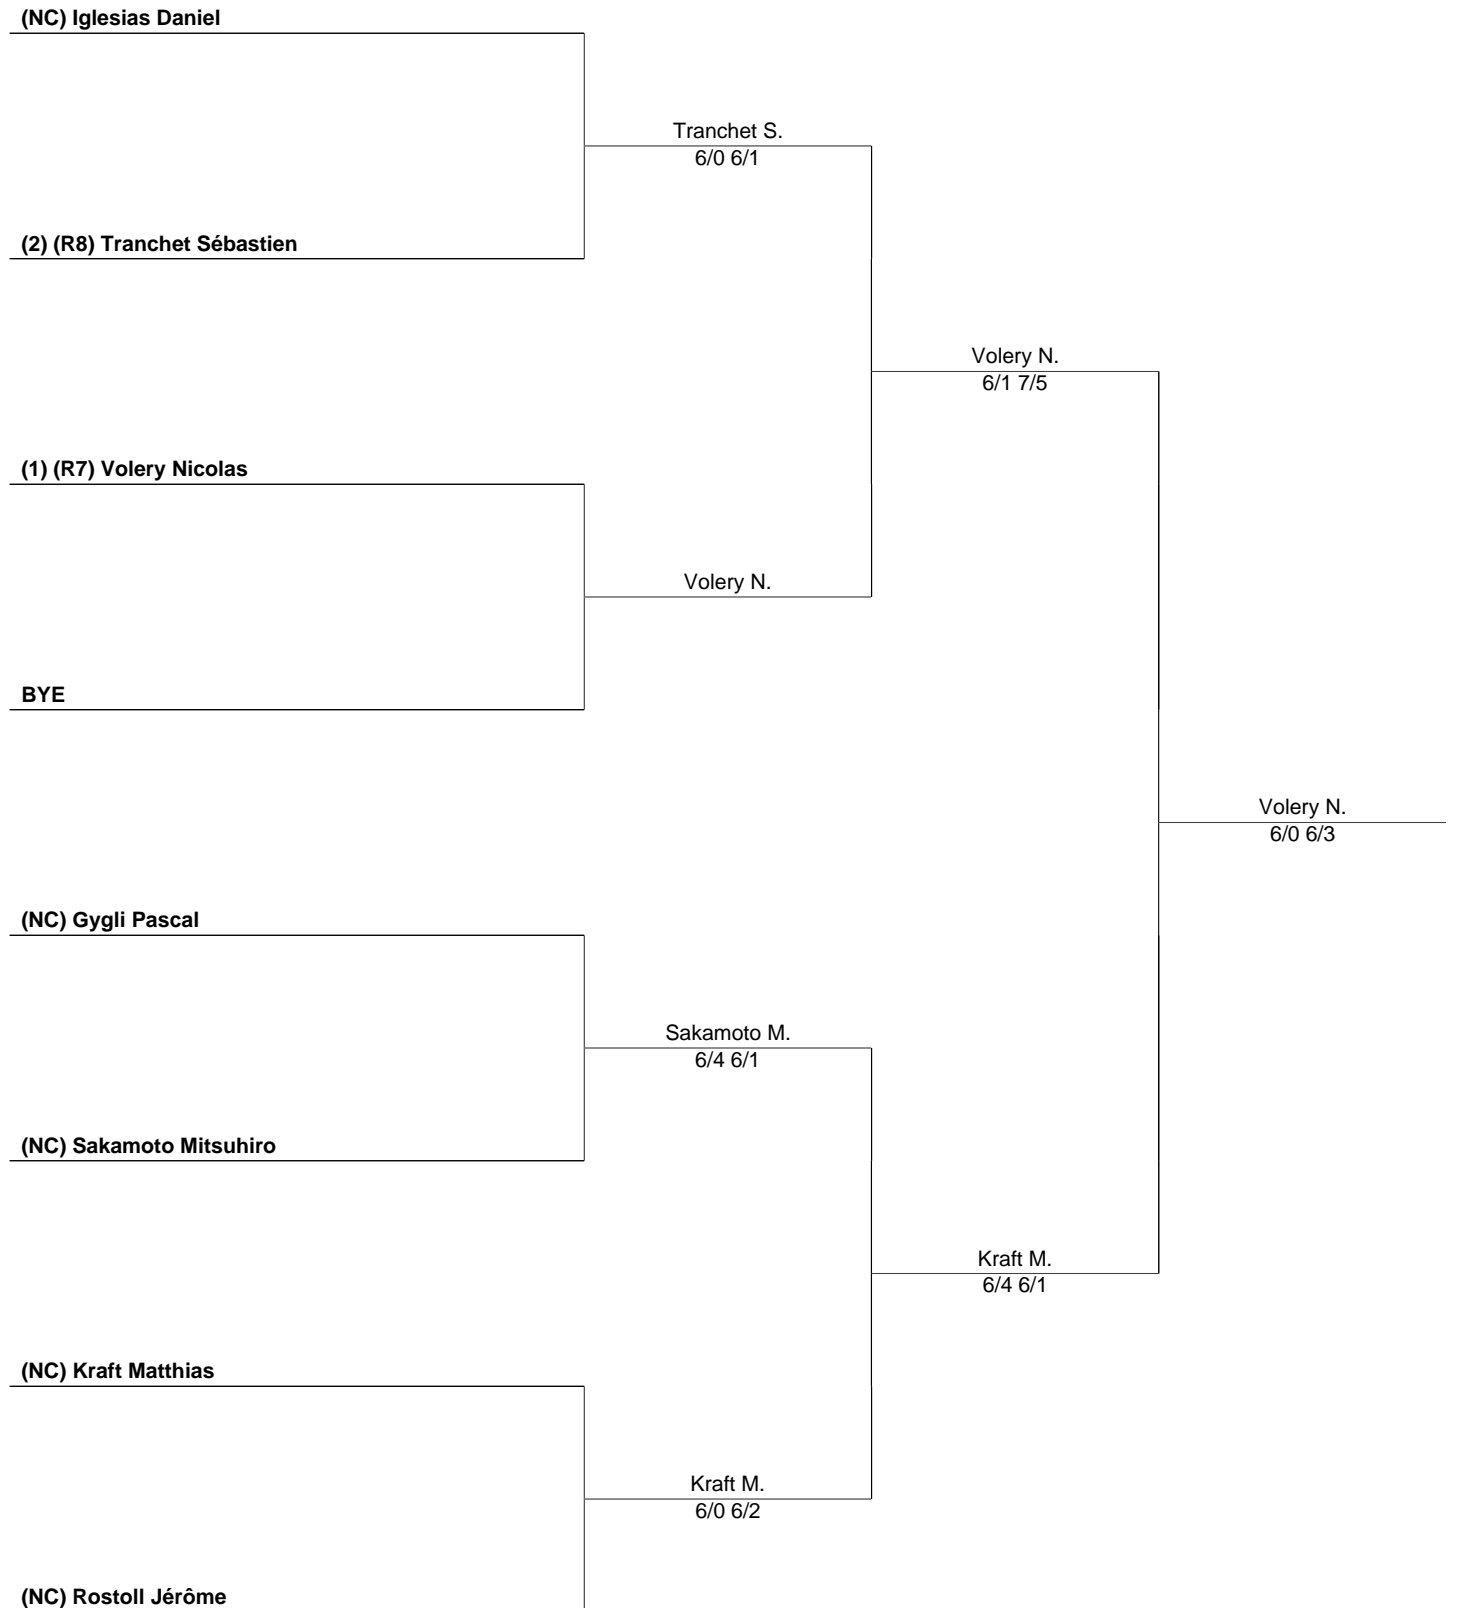 (NC) Iglesias Daniel
Tranchet S.
6/0 6/1
(2) (R8) Tranchet Sébastien
Volery N.
6/1 7/5
(1) (R7) Volery Nicolas
Volery N.
BYE
Volery N.
6/0 6/3
(NC) Gygli Pascal
Sakamoto M.
6/4 6/1
(NC) Sakamoto Mitsuhiro
Kraft M.
6/4 6/1
(NC) Kraft Matthias
Kraft M.
6/0 6/2
(NC) Rostoll Jérôme